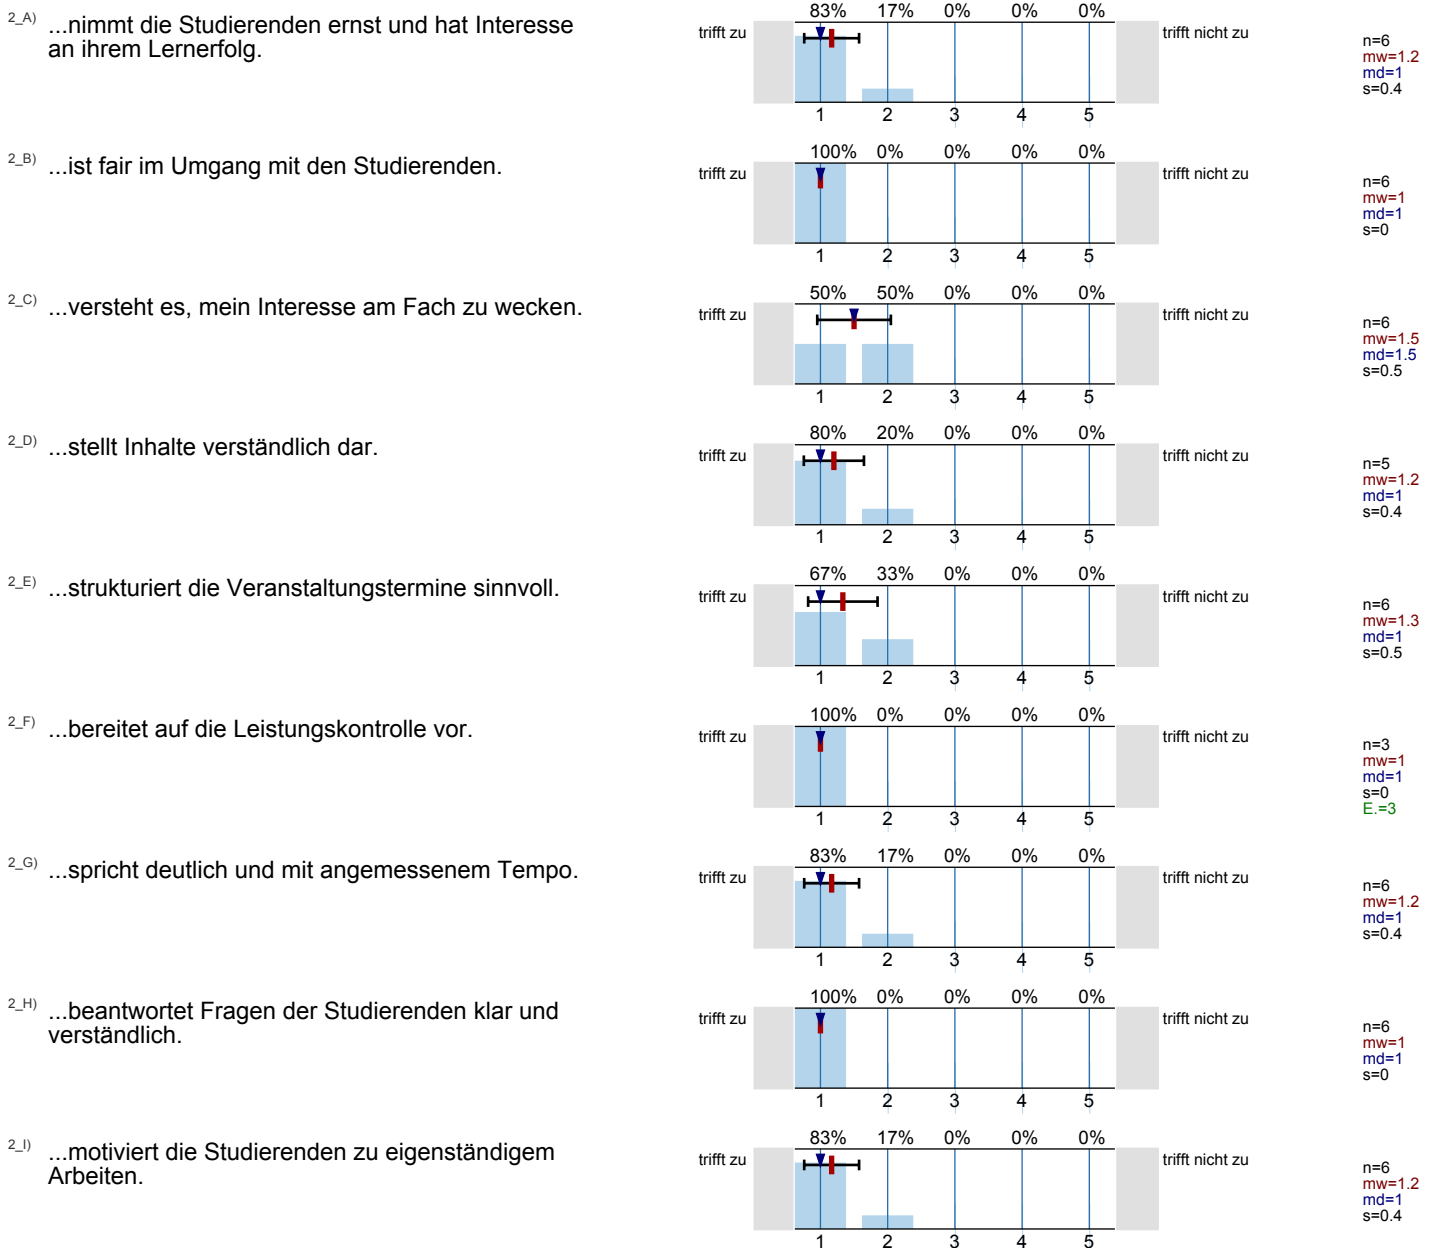 2_A) ...nimmt die Studierenden ernst und hat Interesse
an ihrem Lernerfolg.
83% 17% 0% 0% 0%
trifft zu trifft nicht zu
1 2 3 4 5
n=6
mw=1.2
md=1
s=0.4
2_B) ...ist fair im Umgang mit den Studierenden.
100% 0% 0% 0% 0%
trifft zu trifft nicht zu
1 2 3 4 5
n=6
mw=1
md=1
s=0
2_C) ...versteht es, mein Interesse am Fach zu wecken.
50% 50% 0% 0% 0%
trifft zu trifft nicht zu
1 2 3 4 5
n=6
mw=1.5
md=1.5
s=0.5
2_D) ...stellt Inhalte verständlich dar.
80% 20% 0% 0% 0%
trifft zu trifft nicht zu
1 2 3 4 5
n=5
mw=1.2
md=1
s=0.4
2_E) ...strukturiert die Veranstaltungstermine sinnvoll.
67% 33% 0% 0% 0%
trifft zu trifft nicht zu
1 2 3 4 5
n=6
mw=1.3
md=1
s=0.5
2_F) ...bereitet auf die Leistungskontrolle vor.
100% 0% 0% 0% 0%
trifft zu trifft nicht zu
1 2 3 4 5
n=3
mw=1
md=1
s=0
E.=3
2_G) ...spricht deutlich und mit angemessenem Tempo.
83% 17% 0% 0% 0%
trifft zu trifft nicht zu
1 2 3 4 5
n=6
mw=1.2
md=1
s=0.4
2_H) ...beantwortet Fragen der Studierenden klar und
verständlich.
100% 0% 0% 0% 0%
trifft zu trifft nicht zu
1 2 3 4 5
n=6
mw=1
md=1
s=0
2_I) ...motiviert die Studierenden zu eigenständigem
Arbeiten.
83% 17% 0% 0% 0%
trifft zu trifft nicht zu
1 2 3 4 5
n=6
mw=1.2
md=1
s=0.4